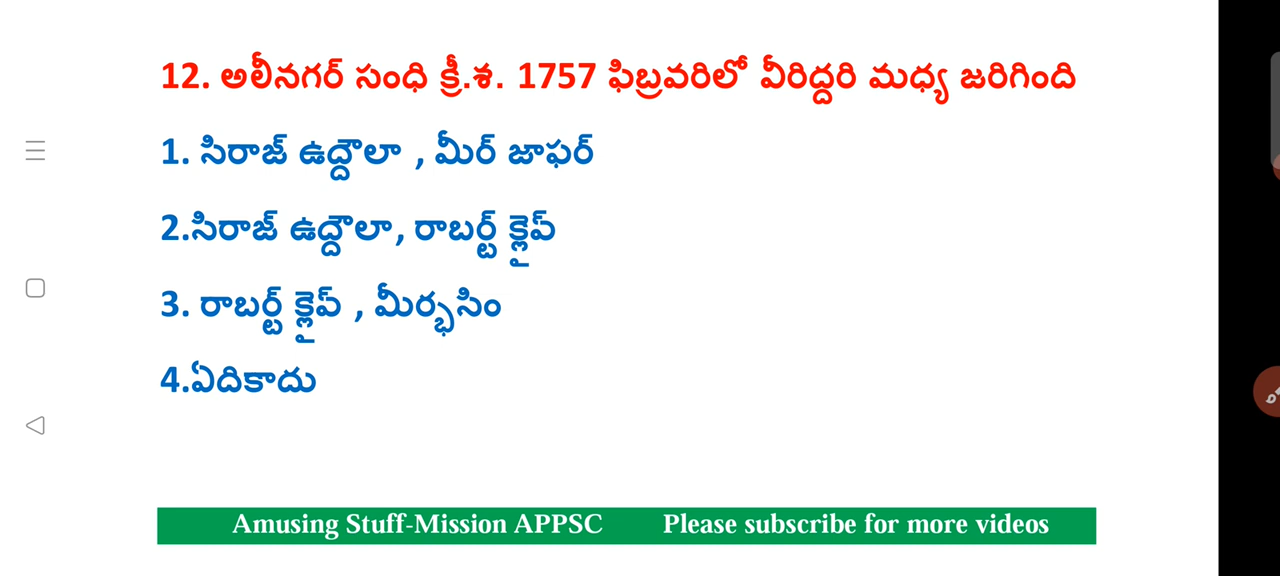 12. అలీనగర్ సంధి క్రీ.శ. 1757 ఫిబ్రవరిలో వీరిద్దరి మధ్య జరిగింది
1. సిరాజ్ ఉద్దౌలా , మీర్ జాఫర్
2.సిరాజ్ ఉద్దౌలా, రాబర్ట్ క్లైవ్
3. రాబర్ట్ క్లైవ్ , మీర్ఖసిం
4.ఏదికాదు
Amusing Stuff-Mission APPSC Please subscribe for more videos